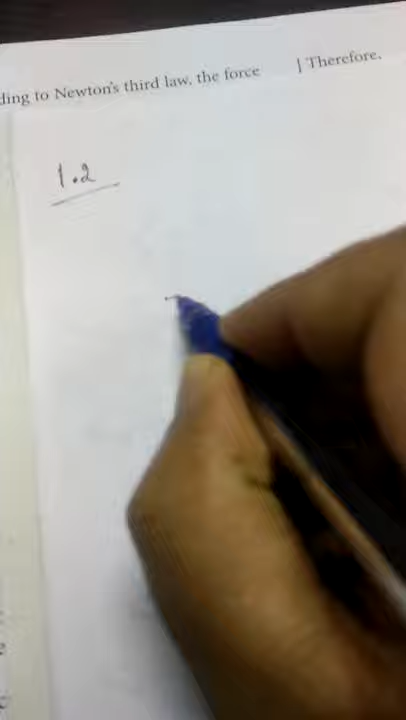 ding to Newton's third law, the force ] Therefore,
1.2